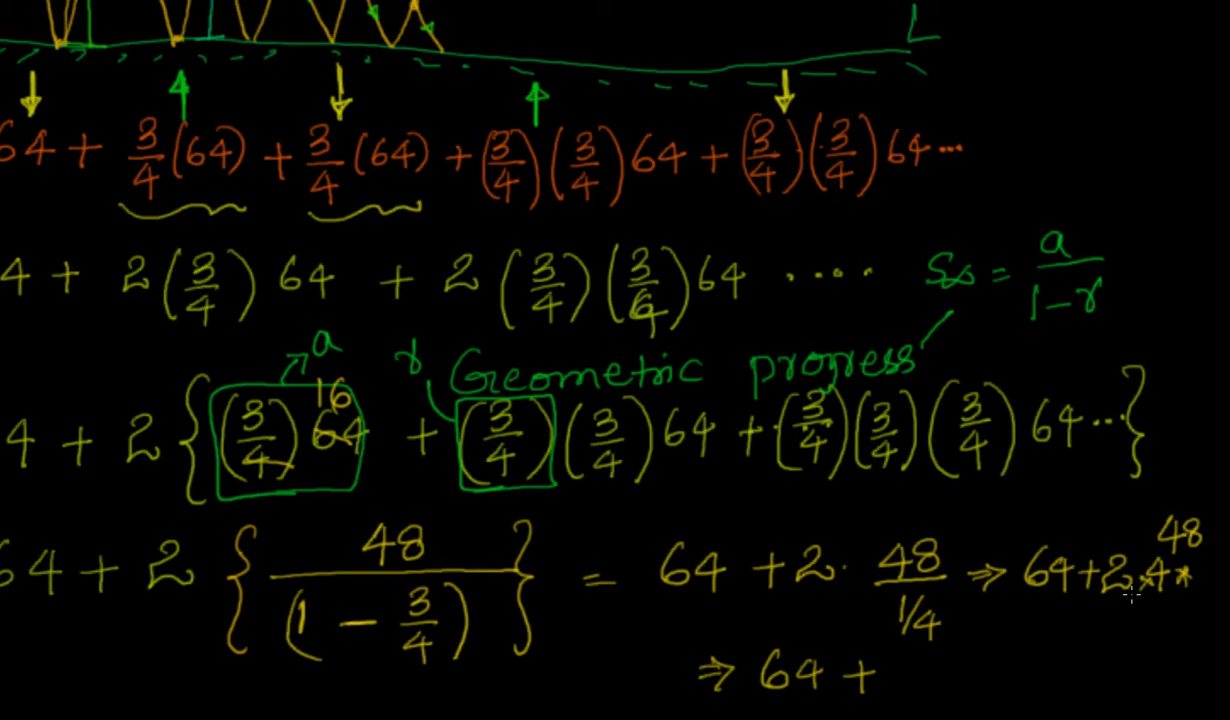 L
64 + 3/4 (64) + 3/4 (64) + (3/4)(3/4) 64 + (3/4)(3/4) 64 ...
4 + 2 (3/4) 64 + 2 (3/4)(3/4) 64 ..... S∞ = a/(1-r)
a
r Geometric progress
16
4 + 2 { (3/4) 64 + (3/4)(3/4) 64 + (3/4)(3/4)(3/4) 64 ... }
64 + 2 { 48/(1 - 3/4) } = 64 + 2 · 48/(1/4) ⇒ 64 + 2*4* 48
⇒ 64 +